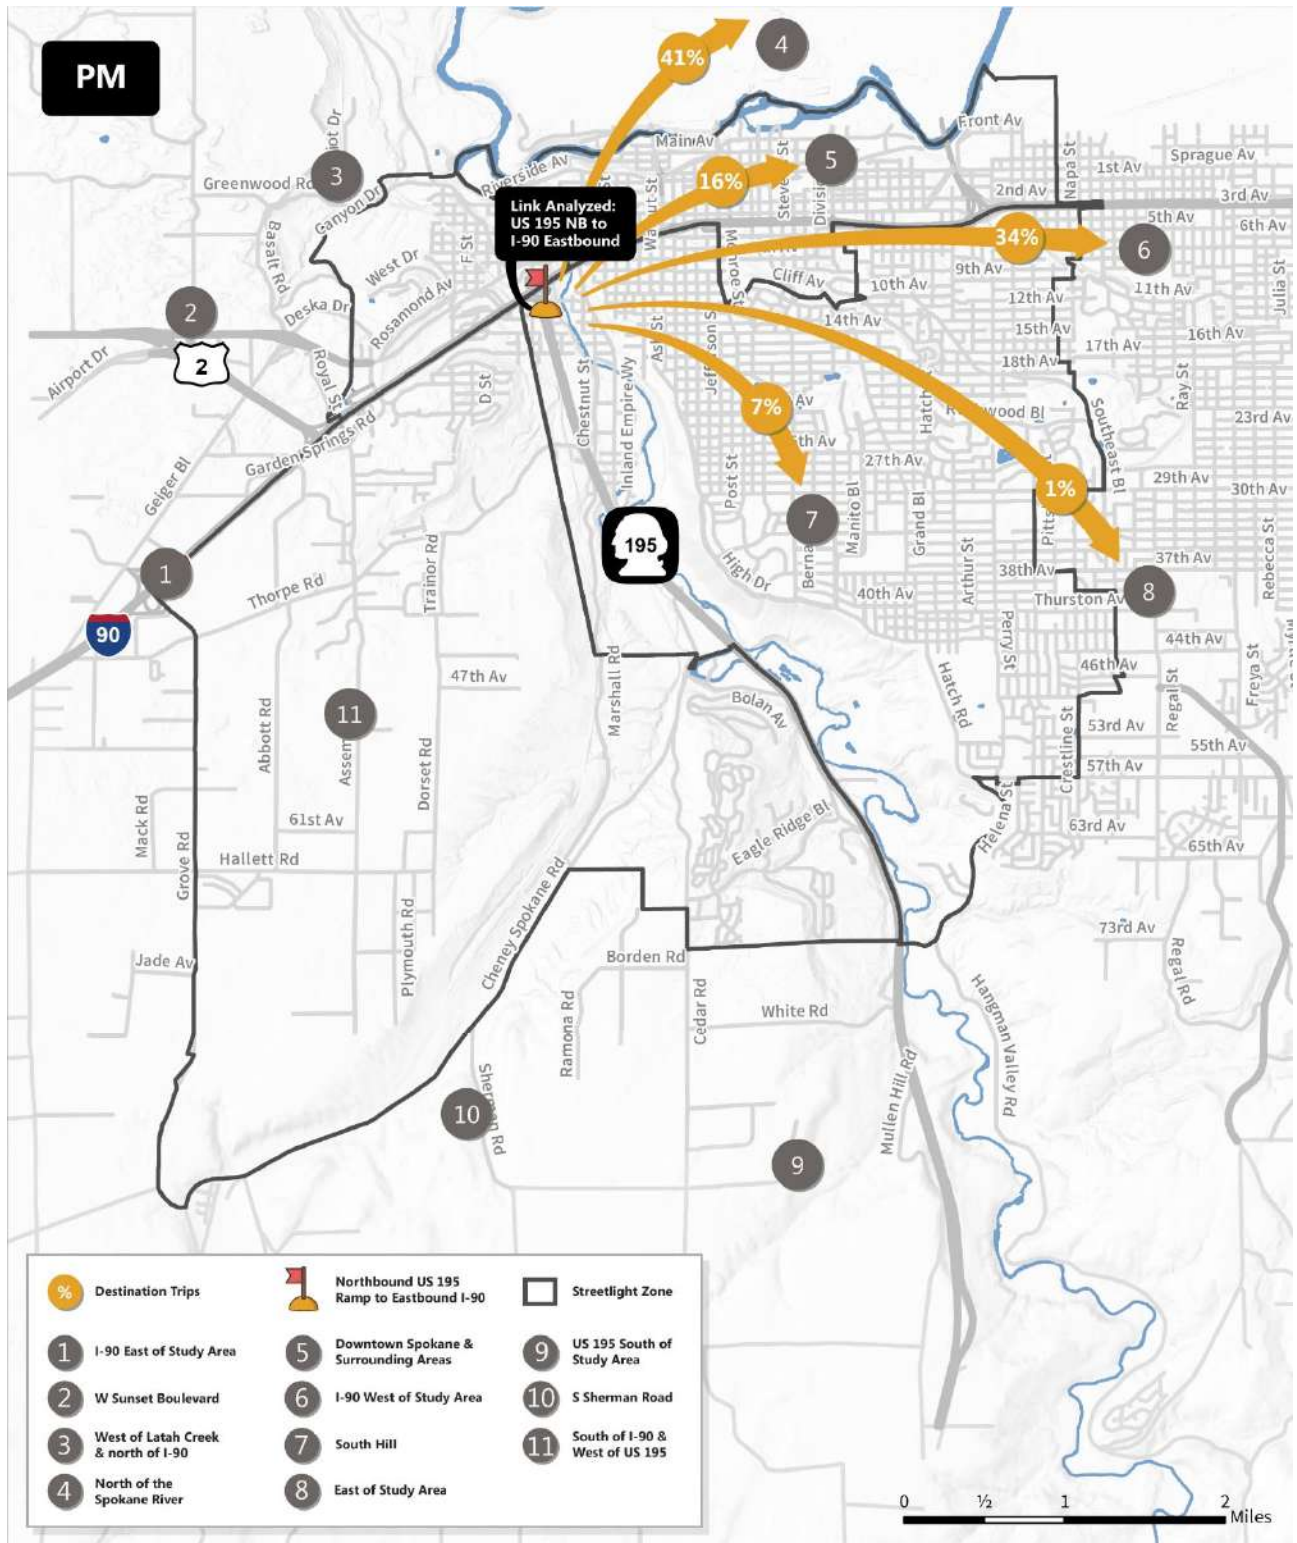 PM
41%
4
Front Av
Main Av
Napa St
1st Av
Sprague Av
3
Greenwood Rd
Canyon Dr
Riverside Av
16%
5
2nd Av
3rd Av
Link Analyzed:
US 195 NB to
I-90 Eastbound
5th Av
6th Av
34%
6
Basalt Rd
F St
West Dr
Cliff Av
10th Av
9th Av
11th Av
Julia St
2
Deska Dr
Rosamond Av
Monroe St
12th Av
14th Av
15th Av
16th Av
17th Av
18th Av
Airport Dr
2
Royal St
D St
Ash St
Ray St
Chestnut St
Inland Empire Wy
7%
Av
23rd Av
Southeast Bl
Garden Springs Rd
Geiger Bl
27th Av
29th Av
30th Av
1%
Post St
Manito Bl
Grand Bl
7
195
1
Thorpe Rd
Trainor Rd
High Dr
Arthur St
37th Av
38th Av
Rebecca St
8
40th Av
Thurston Av
90
Perry St
44th Av
46th Av
47th Av
Marshall Rd
Hatch Rd
Regal St
Freya St
Bolan Av
11
Abbott Rd
Crestline St
53rd Av
55th Av
57th Av
Dorset Rd
Mack Rd
61st Av
Eagle Ridge Bl
Helena St
63rd Av
65th Av
Hallett Rd
Grove Rd
Cheney Spokane Rd
Plymouth Rd
73rd Av
Jade Av
Borden Rd
Regal Rd
Ramona Rd
Cedar Rd
White Rd
Hangman Valley Rd
Mullen Hill Rd
10
Sherman Rd
9
% Destination Trips
Northbound US 195
Ramp to Eastbound I-90
Streetlight Zone
1 I-90 East of Study Area
5 Downtown Spokane &
Surrounding Areas
9 US 195 South of
Study Area
2 W Sunset Boulevard
6 I-90 West of Study Area
10 S Sherman Road
3 West of Latah Creek
& north of I-90
7 South Hill
11 South of I-90 &
West of US 195
4 North of the
Spokane River
8 East of Study Area
0 ½ 1 2
Miles